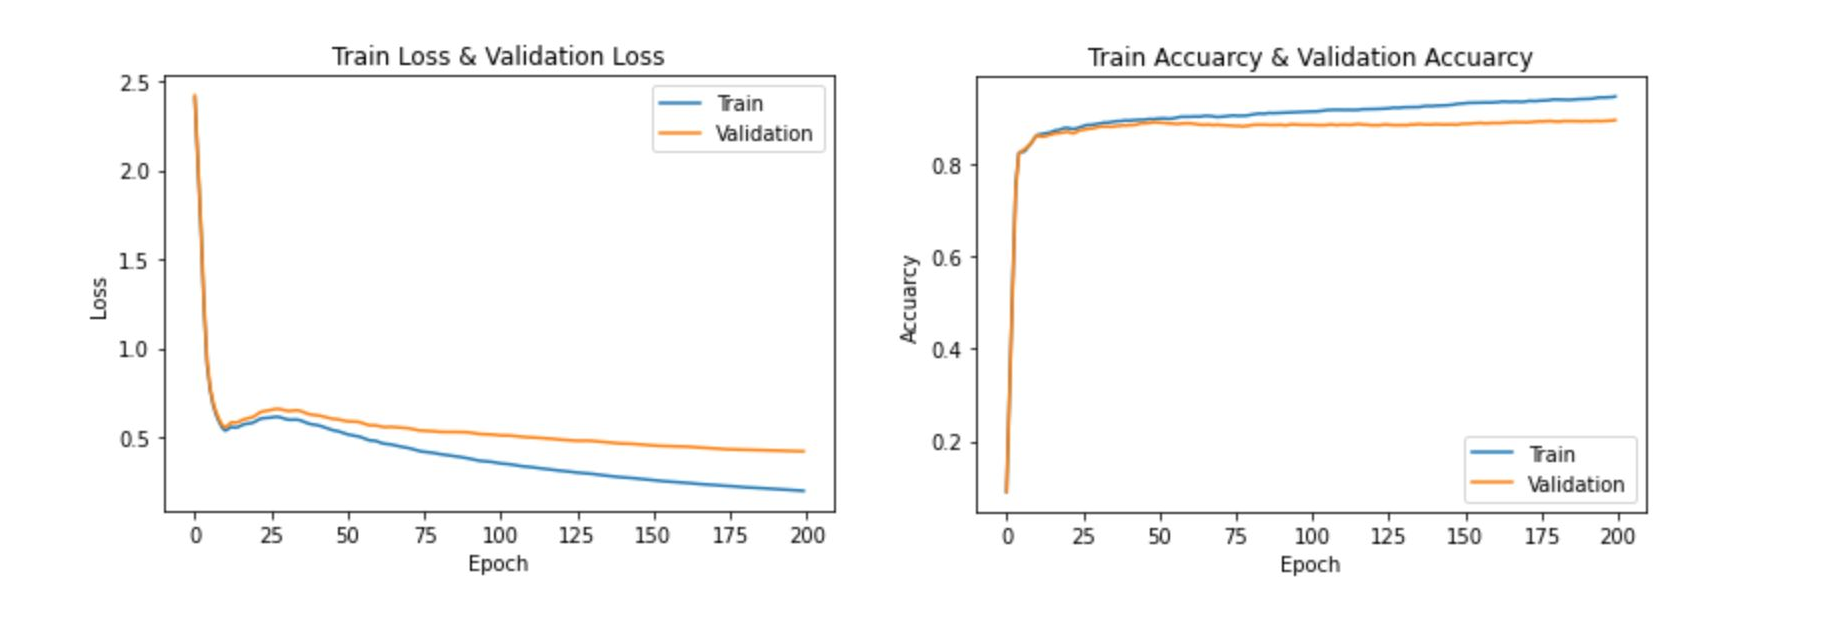 Train Loss & Validation Loss
2.5
2.0
1.5
1.0
0.5
Loss
Train
Validation
0 25 50 75 100 125 150 175 200
Epoch
Train Accuarcy & Validation Accuarcy
0.8
0.6
0.4
0.2
Accuarcy
Train
Validation
0 25 50 75 100 125 150 175 200
Epoch